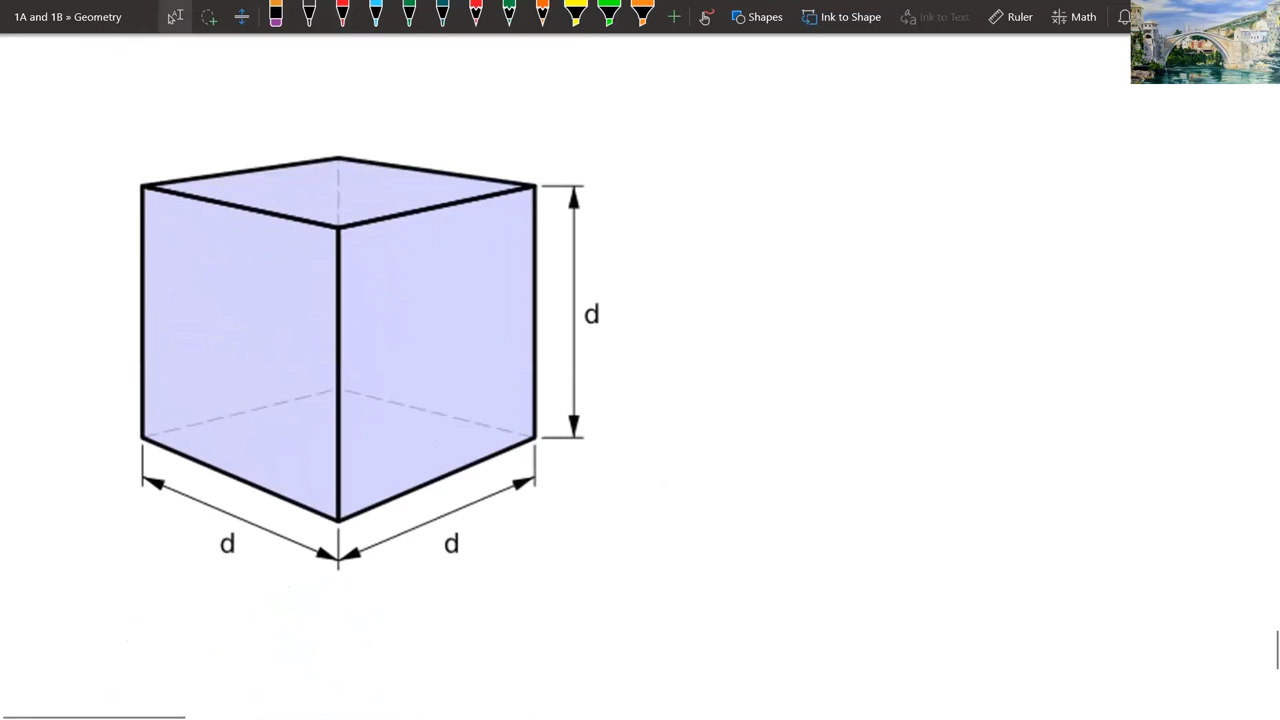 1A and 1B » Geometry
Shapes
Ink to Shape
Ink to Text
Ruler
Math
d
d
d